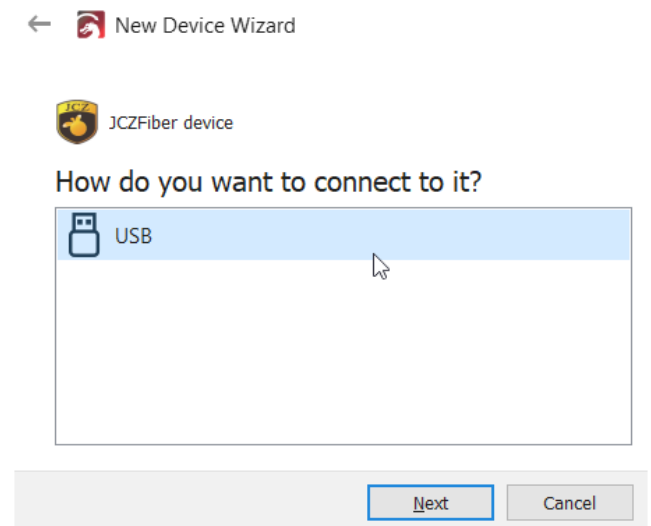 New Device Wizard
JCZ
JCZFiber device
How do you want to connect to it?
USB
Next
Cancel